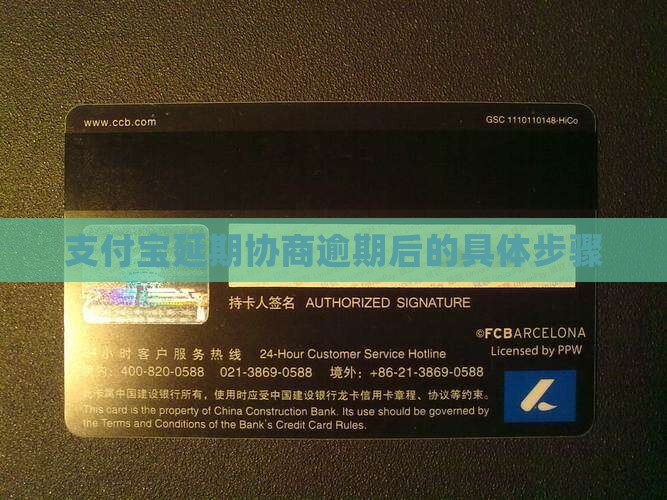 www.ccb.com
GSC 1110110148-HiCo
支付宝延期协商逾期后的具体步骤
持卡人签名 AUTHORIZED SIGNATURE
©FCBARCELONA
Licensed by PPW
小时客户服务热线 24-Hour Customer Service Hotline
400-820-0588 021-3869-0588 境外：+86-21-3869-0588
卡属中国建设银行所有，使用时应受中国建设银行龙卡信用卡章程、协议等约束。
This card is the property of China Construction Bank. Its use should be governed by
the Terms and Conditions of the Bank's Credit Card Rules.